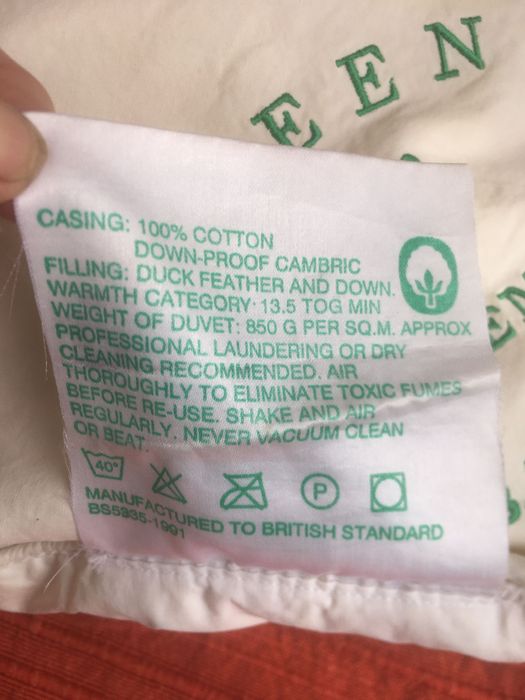 EEN
CASING: 100% COTTON
DOWN-PROOF CAMBRIC
FILLING: DUCK FEATHER AND DOWN.
WARMTH CATEGORY· 13.5 TOG MIN
WEIGHT OF DUVET: 850 G PER SQ.M. APPROX
PROFESSIONAL LAUNDERING OR DRY
CLEANING RECOMMENDED. AIR
THOROUGHLY TO ELIMINATE TOXIC FUMES
BEFORE RE-USE. SHAKE AND AIR
REGULARLY. NEVER VACUUM CLEAN
OR BEAT
40°
P
MANUFACTURED TO BRITISH STANDARD
BS5335-1991